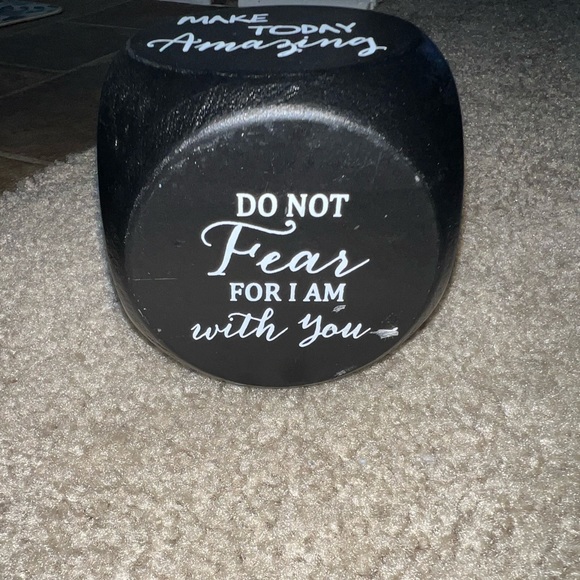 MAKE
TODAY
Amazing
DO NOT
Fear
FOR I AM
with you